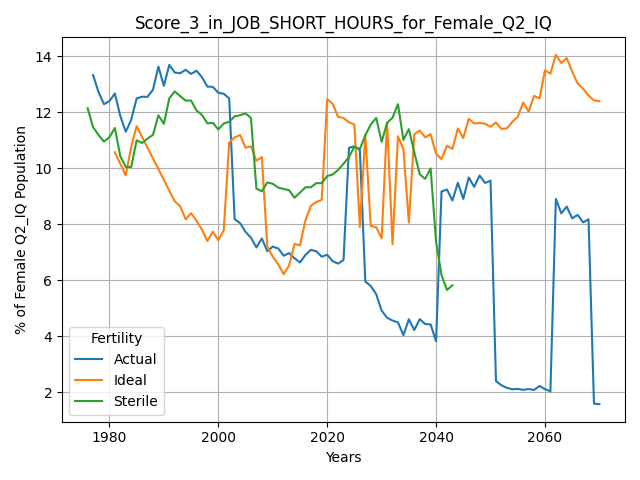 Score_3_in_JOB_SHORT_HOURS_for_Female_Q2_IQ
% of Female Q2_IQ Population
14
12
10
8
6
4
2
Fertility
Actual
Ideal
Sterile
1980
2000
2020
2040
2060
Years